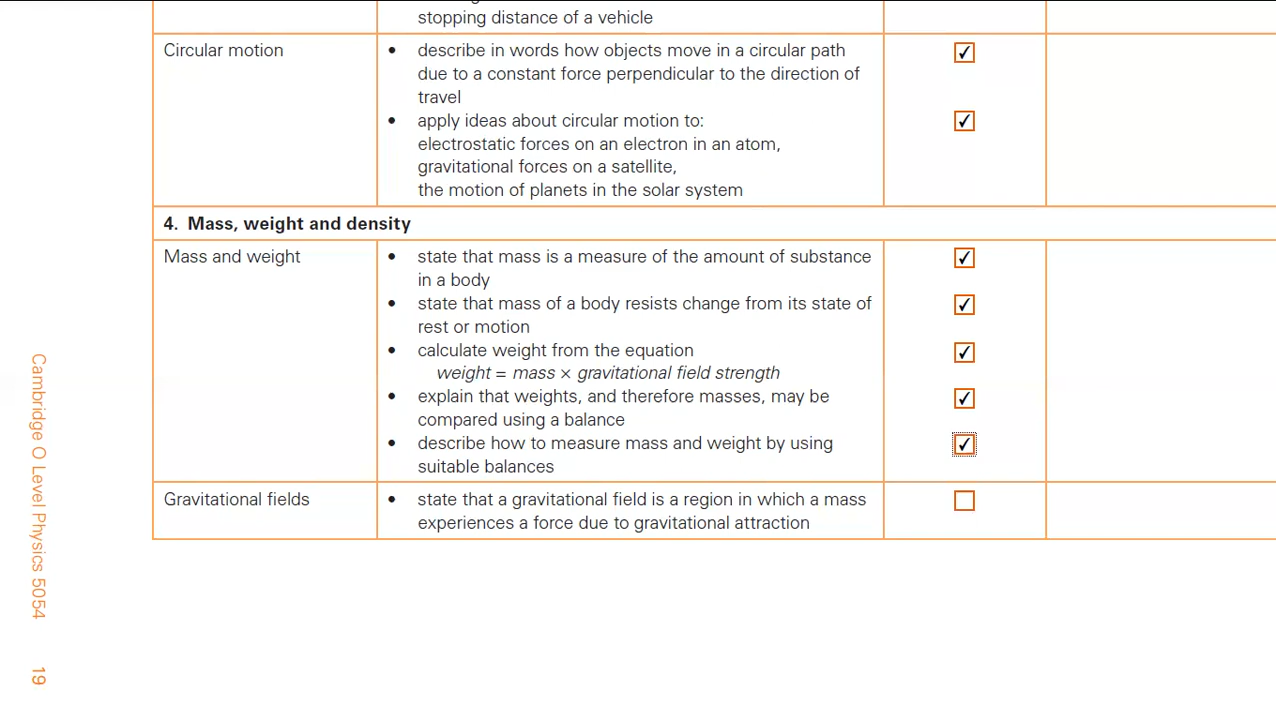 stopping distance of a vehicle
Circular motion
• describe in words how objects move in a circular path
due to a constant force perpendicular to the direction of
travel
• apply ideas about circular motion to:
electrostatic forces on an electron in an atom,
gravitational forces on a satellite,
the motion of planets in the solar system
4. Mass, weight and density
Mass and weight
• state that mass is a measure of the amount of substance
in a body
• state that mass of a body resists change from its state of
rest or motion
• calculate weight from the equation
weight = mass × gravitational field strength
• explain that weights, and therefore masses, may be
compared using a balance
• describe how to measure mass and weight by using
suitable balances
Gravitational fields
• state that a gravitational field is a region in which a mass
experiences a force due to gravitational attraction
Cambridge O Level Physics 5054
19